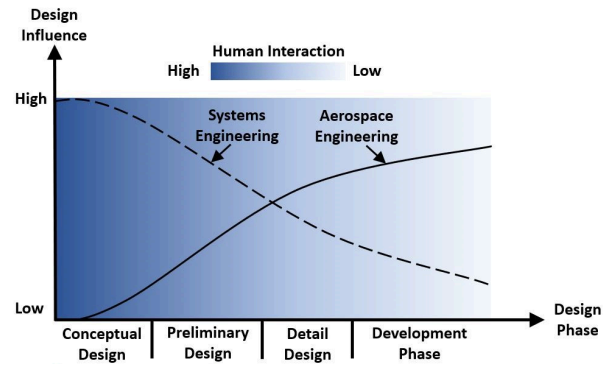 Design
Influence
Human Interaction
High
Low
High
Systems
Engineering
Aerospace
Engineering
Low
Design
Phase
Conceptual
Design
Preliminary
Design
Detail
Design
Development
Phase